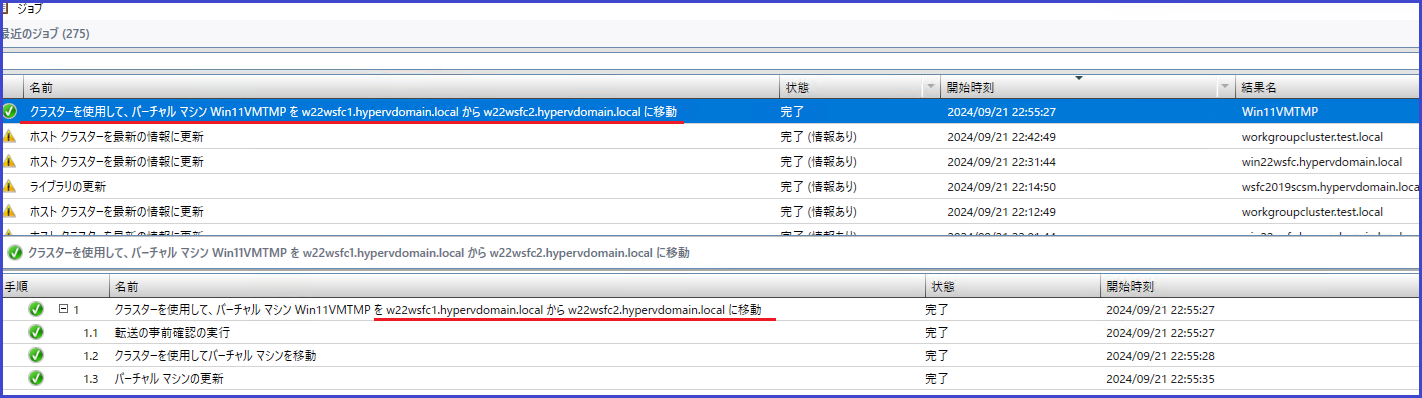 ジョブ
最近のジョブ (275)
名前 状態 開始時刻 結果名
クラスターを使用して、バーチャル マシン Win11VMTMP を w22wsfc1.hypervdomain.local から w22wsfc2.hypervdomain.local に移動 完了 2024/09/21 22:55:27 Win11VMTMP
ホスト クラスターを最新の情報に更新 完了 (情報あり) 2024/09/21 22:42:49 workgroupcluster.test.local
ホスト クラスターを最新の情報に更新 完了 (情報あり) 2024/09/21 22:31:44 win22wsfc.hypervdomain.local
ライブラリの更新 完了 (情報あり) 2024/09/21 22:14:50 wsfc2019scsm.hypervdomain.loca
ホスト クラスターを最新の情報に更新 完了 (情報あり) 2024/09/21 22:12:49 workgroupcluster.test.local
クラスターを使用して、バーチャル マシン Win11VMTMP を w22wsfc1.hypervdomain.local から w22wsfc2.hypervdomain.local に移動
手順 名前 状態 開始時刻
1 クラスターを使用して、バーチャル マシン Win11VMTMP を w22wsfc1.hypervdomain.local から w22wsfc2.hypervdomain.local に移動 完了 2024/09/21 22:55:27
1.1 転送の事前確認の実行 完了 2024/09/21 22:55:27
1.2 クラスターを使用してバーチャル マシンを移動 完了 2024/09/21 22:55:28
1.3 バーチャル マシンの更新 完了 2024/09/21 22:55:35